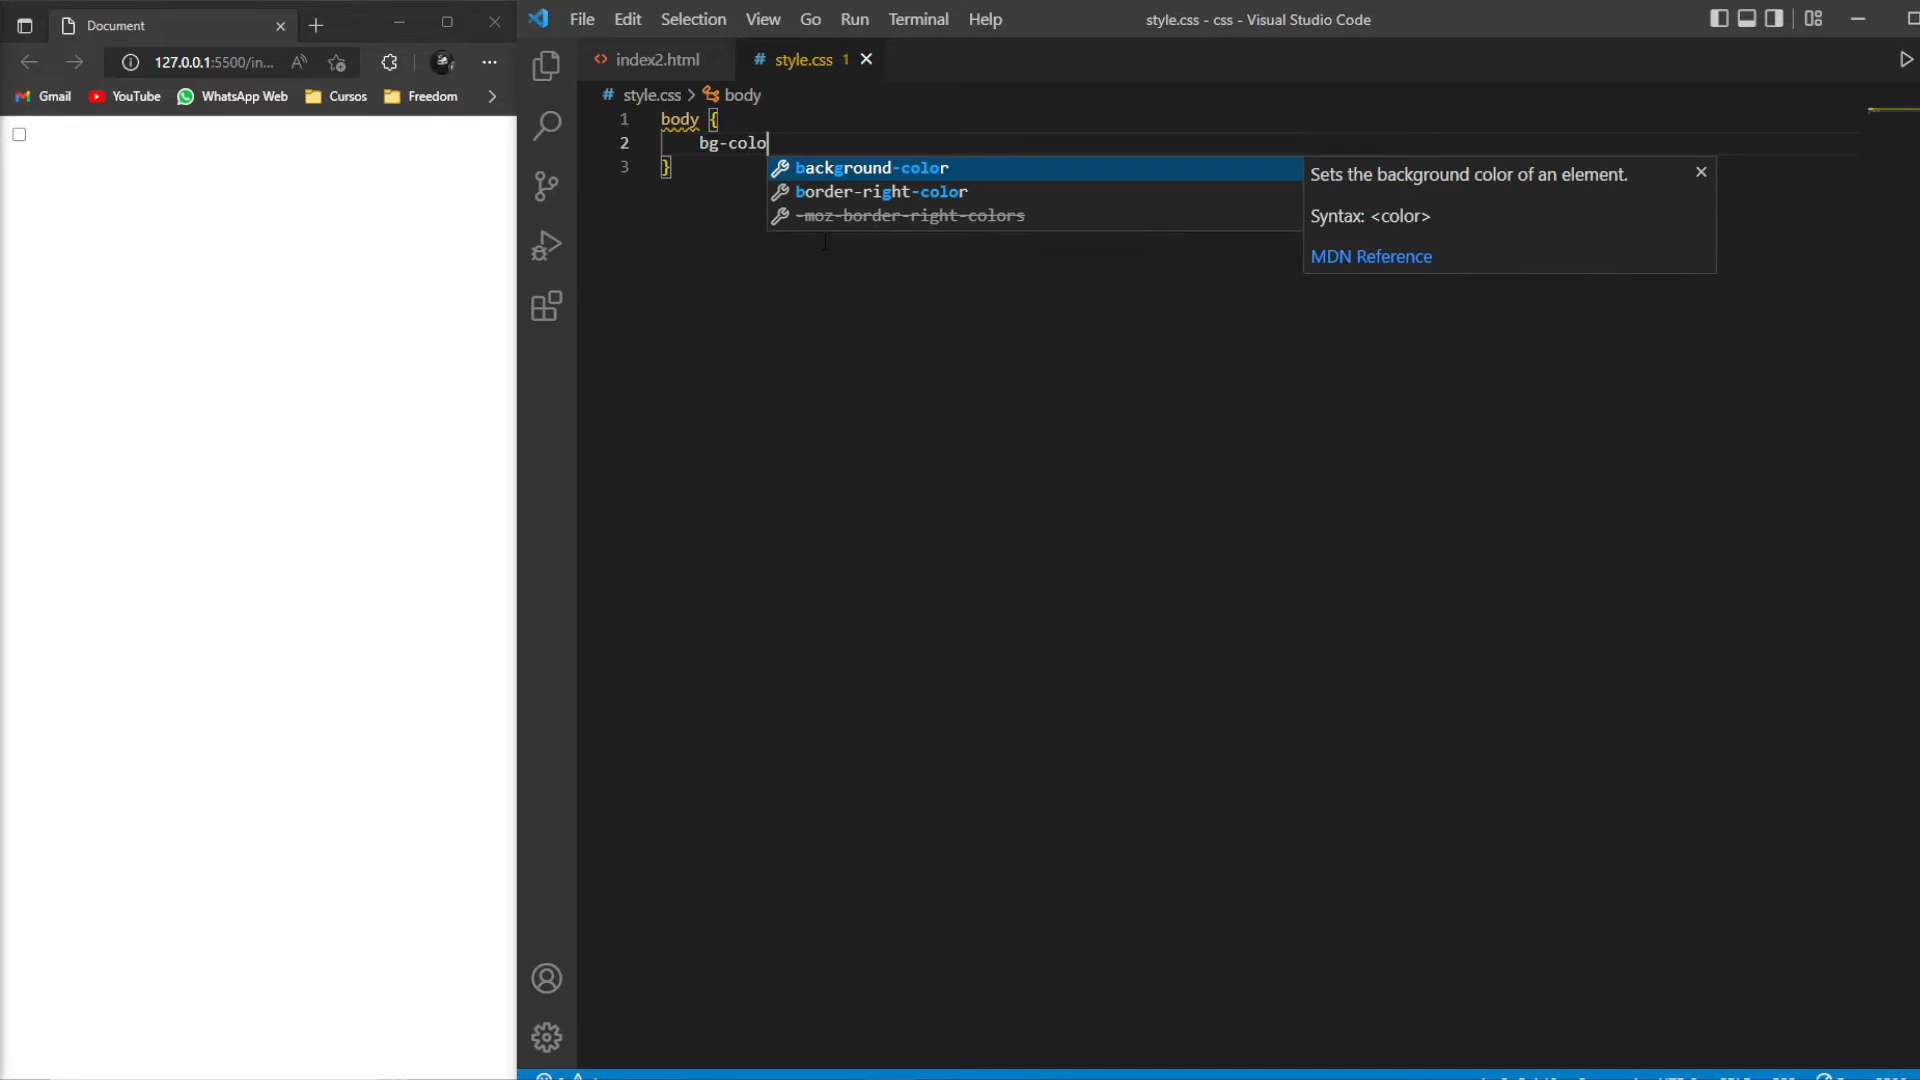 Document
File Edit Selection View Go Run Terminal Help
style.css - css - Visual Studio Code
127.0.0.1:5500/in...
Gmail YouTube WhatsApp Web Cursos Freedom
index2.html
# style.css 1
# style.css > body
1 body {
2 bg-colo
3 }
background-color
border-right-color
-moz-border-right-colors
Sets the background color of an element.
Syntax: <color>
MDN Reference